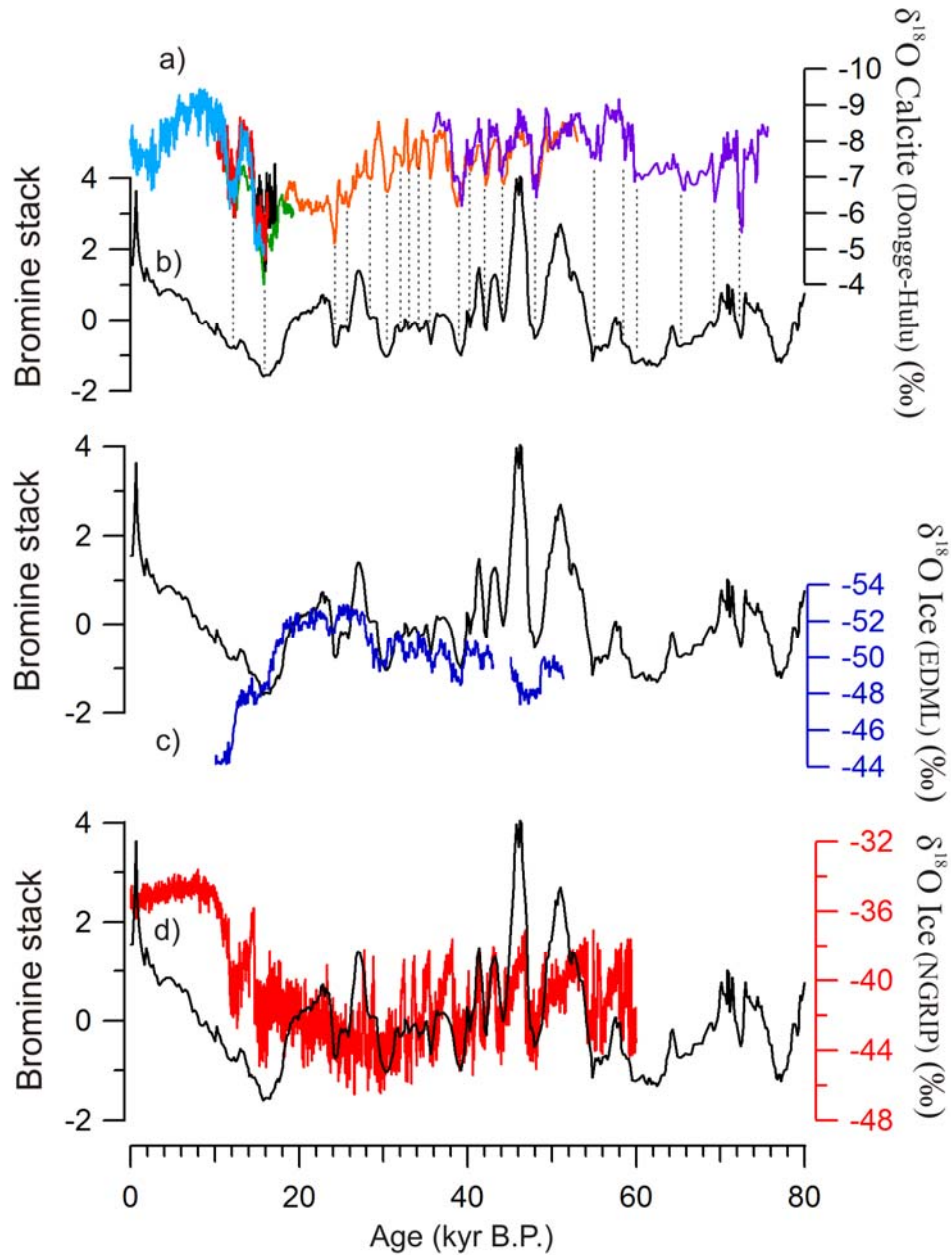 a)
δ¹⁸O Calcite (Dongge-Hulu) (‰)
-10
-9
-8
-7
-6
-5
-4
Bromine stack
4
2
0
-2
b)
Bromine stack
4
2
0
-2
c)
δ¹⁸O Ice (EDML) (‰)
-54
-52
-50
-48
-46
-44
Bromine stack
4
2
0
-2
d)
δ¹⁸O Ice (NGRIP) (‰)
-32
-36
-40
-44
-48
0 20 40 60 80
Age (kyr B.P.)